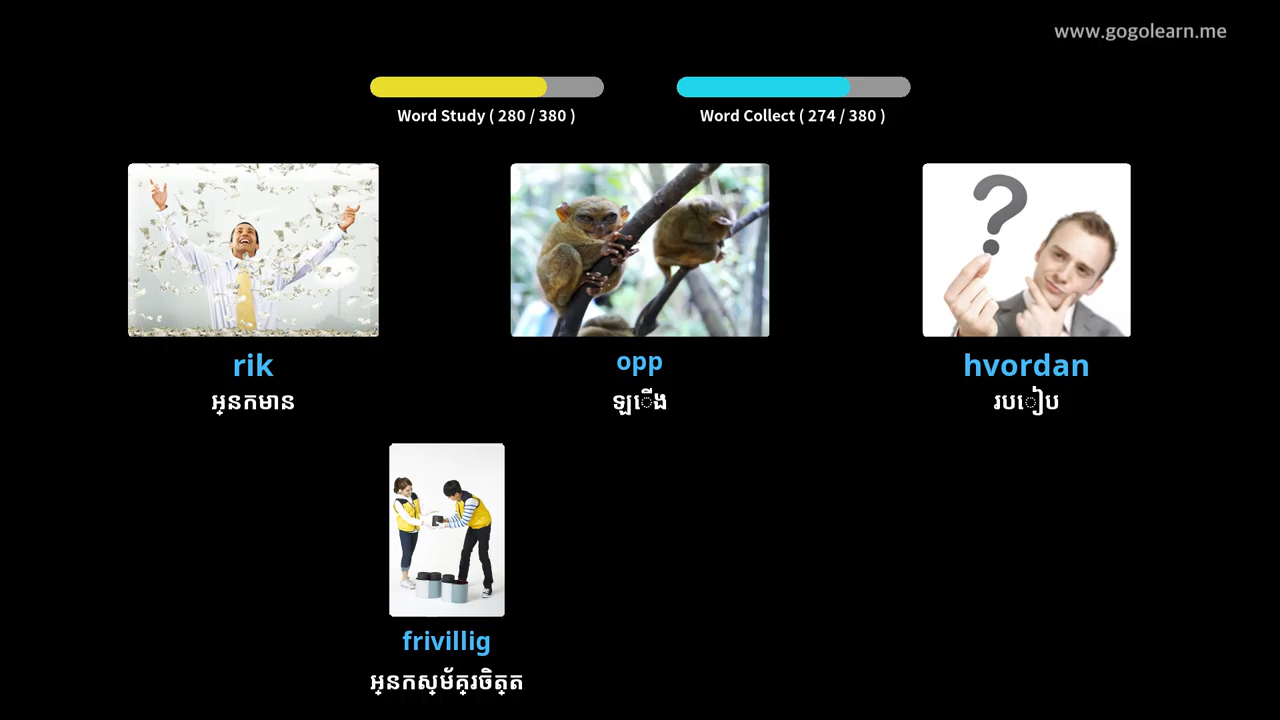 www.gogolearn.me
Word Study ( 280 / 380 )
Word Collect ( 274 / 380 )
rik
opp
hvordan
អ្នកមាន
ឡើង
របៀប
frivillig
អ្នកស្ម័គ្រចិត្ត